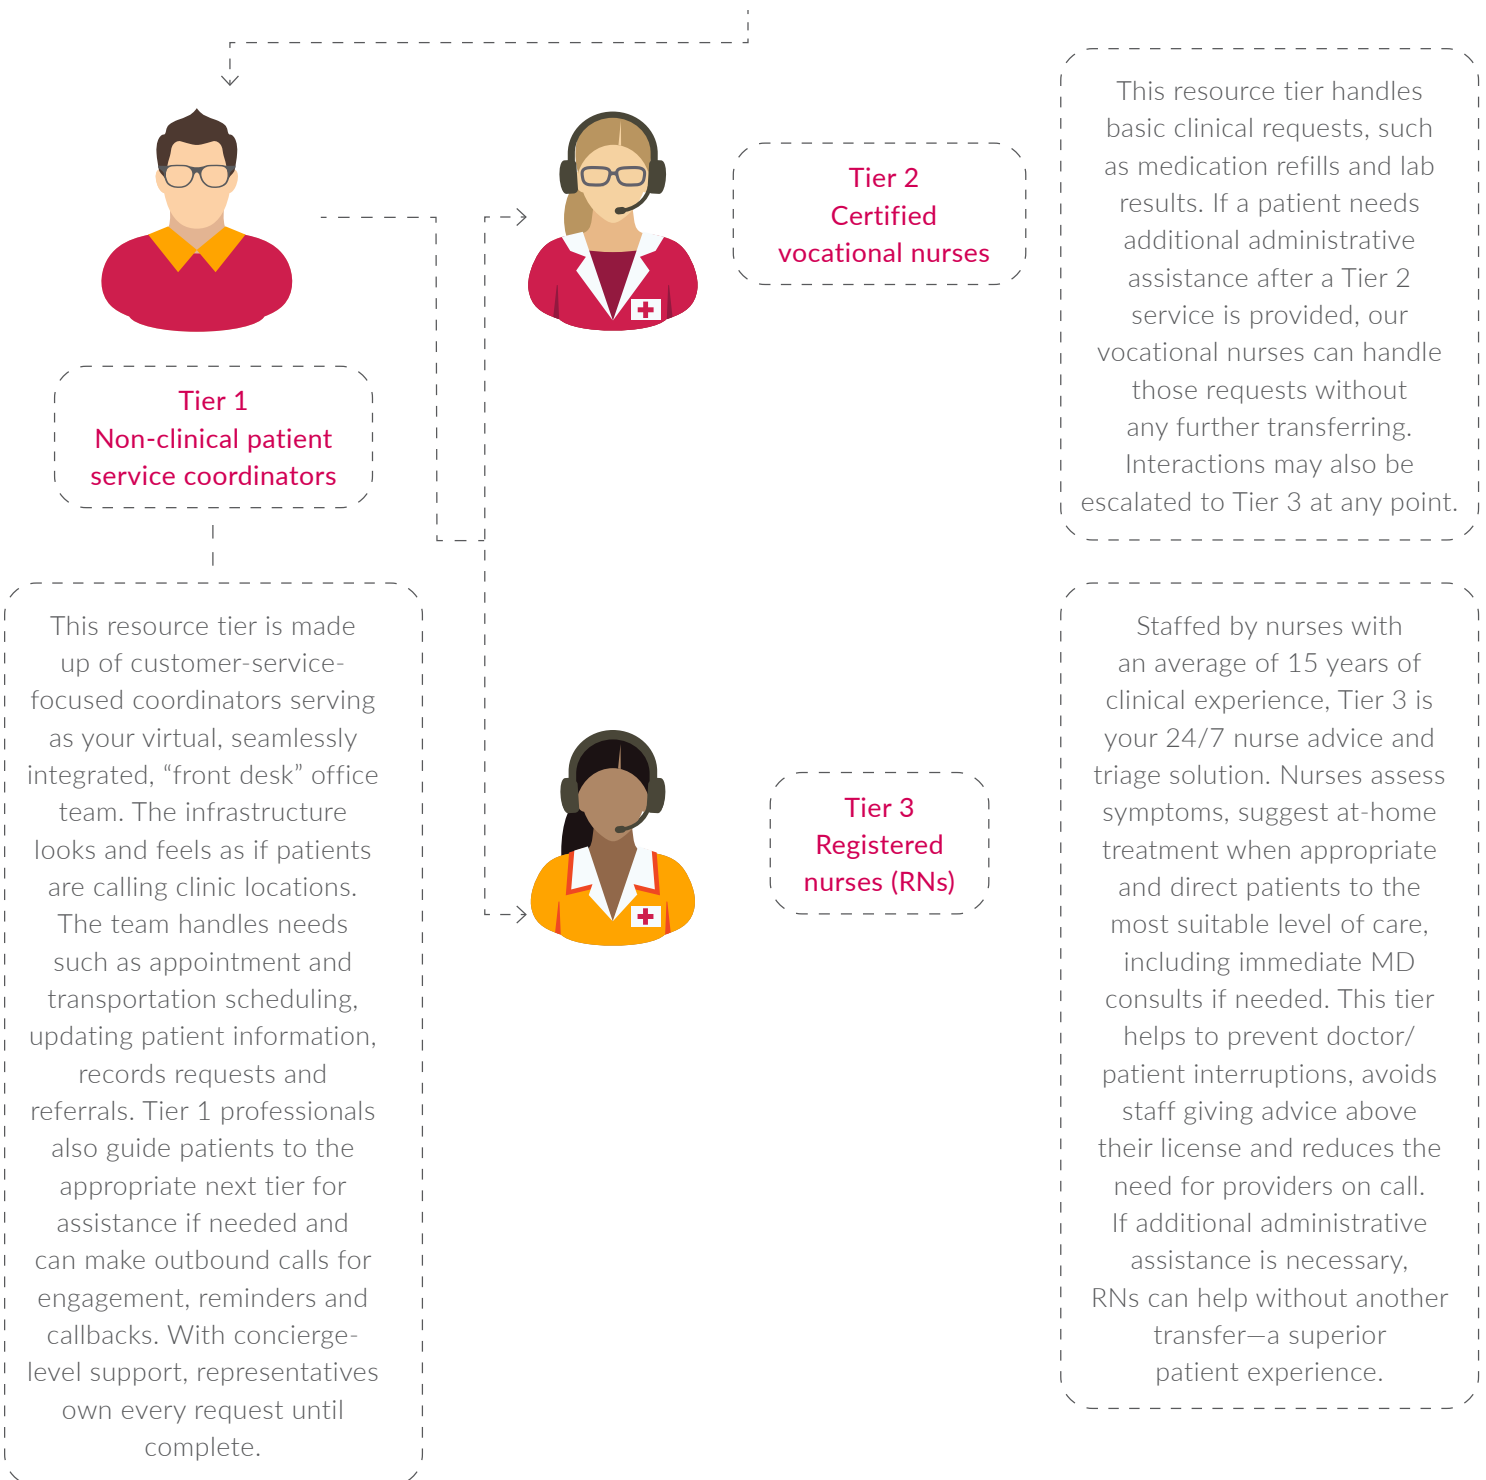 Tier 1
Non-clinical patient
service coordinators
This resource tier is made
up of customer-service-
focused coordinators serving
as your virtual, seamlessly
integrated, “front desk” office
team. The infrastructure
looks and feels as if patients
are calling clinic locations.
The team handles needs
such as appointment and
transportation scheduling,
updating patient information,
records requests and
referrals. Tier 1 professionals
also guide patients to the
appropriate next tier for
assistance if needed and
can make outbound calls for
engagement, reminders and
callbacks. With concierge-
level support, representatives
own every request until
complete.
Tier 2
Certified
vocational nurses
This resource tier handles
basic clinical requests, such
as medication refills and lab
results. If a patient needs
additional administrative
assistance after a Tier 2
service is provided, our
vocational nurses can handle
those requests without
any further transferring.
Interactions may also be
escalated to Tier 3 at any point.
Tier 3
Registered
nurses (RNs)
Staffed by nurses with
an average of 15 years of
clinical experience, Tier 3 is
your 24/7 nurse advice and
triage solution. Nurses assess
symptoms, suggest at-home
treatment when appropriate
and direct patients to the
most suitable level of care,
including immediate MD
consults if needed. This tier
helps to prevent doctor/
patient interruptions, avoids
staff giving advice above
their license and reduces the
need for providers on call.
If additional administrative
assistance is necessary,
RNs can help without another
transfer—a superior
patient experience.